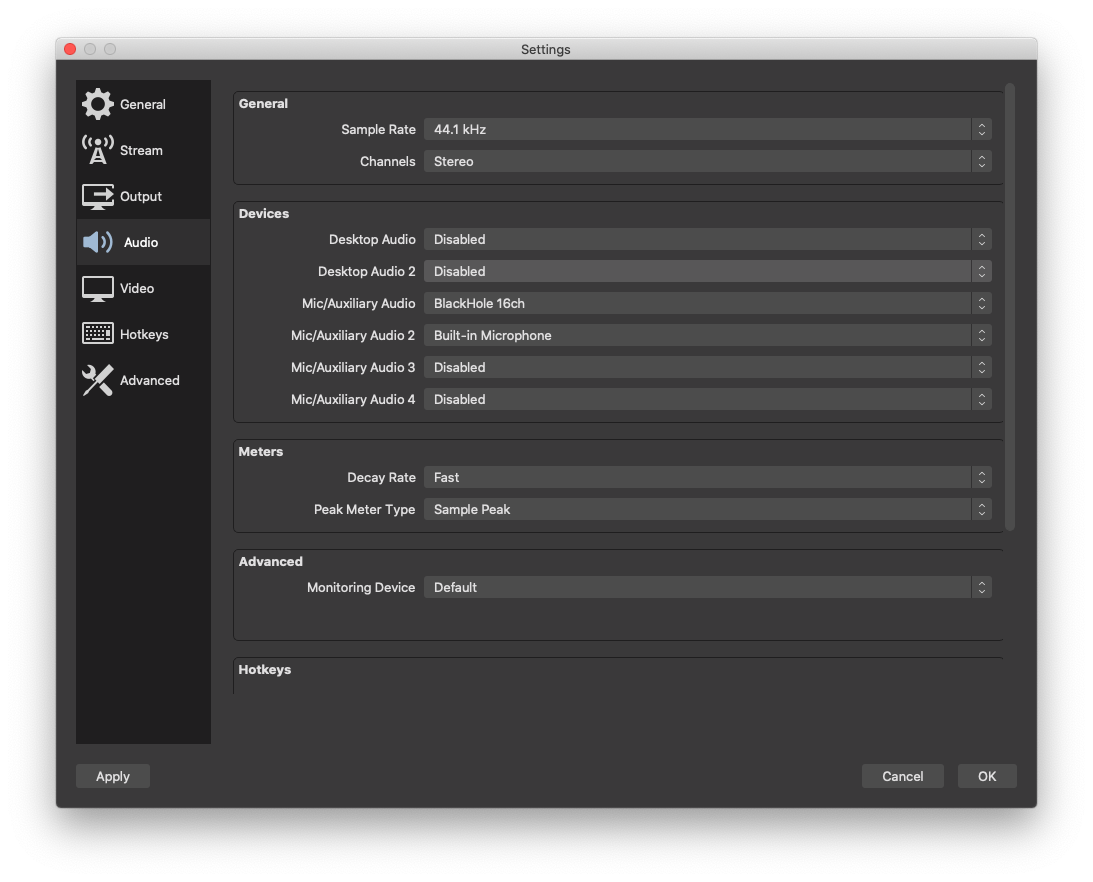 Settings
General
Stream
Output
Audio
Video
Hotkeys
Advanced
General
Sample Rate 44.1 kHz
Channels Stereo
Devices
Desktop Audio Disabled
Desktop Audio 2 Disabled
Mic/Auxiliary Audio BlackHole 16ch
Mic/Auxiliary Audio 2 Built-in Microphone
Mic/Auxiliary Audio 3 Disabled
Mic/Auxiliary Audio 4 Disabled
Meters
Decay Rate Fast
Peak Meter Type Sample Peak
Advanced
Monitoring Device Default
Hotkeys
Apply Cancel OK